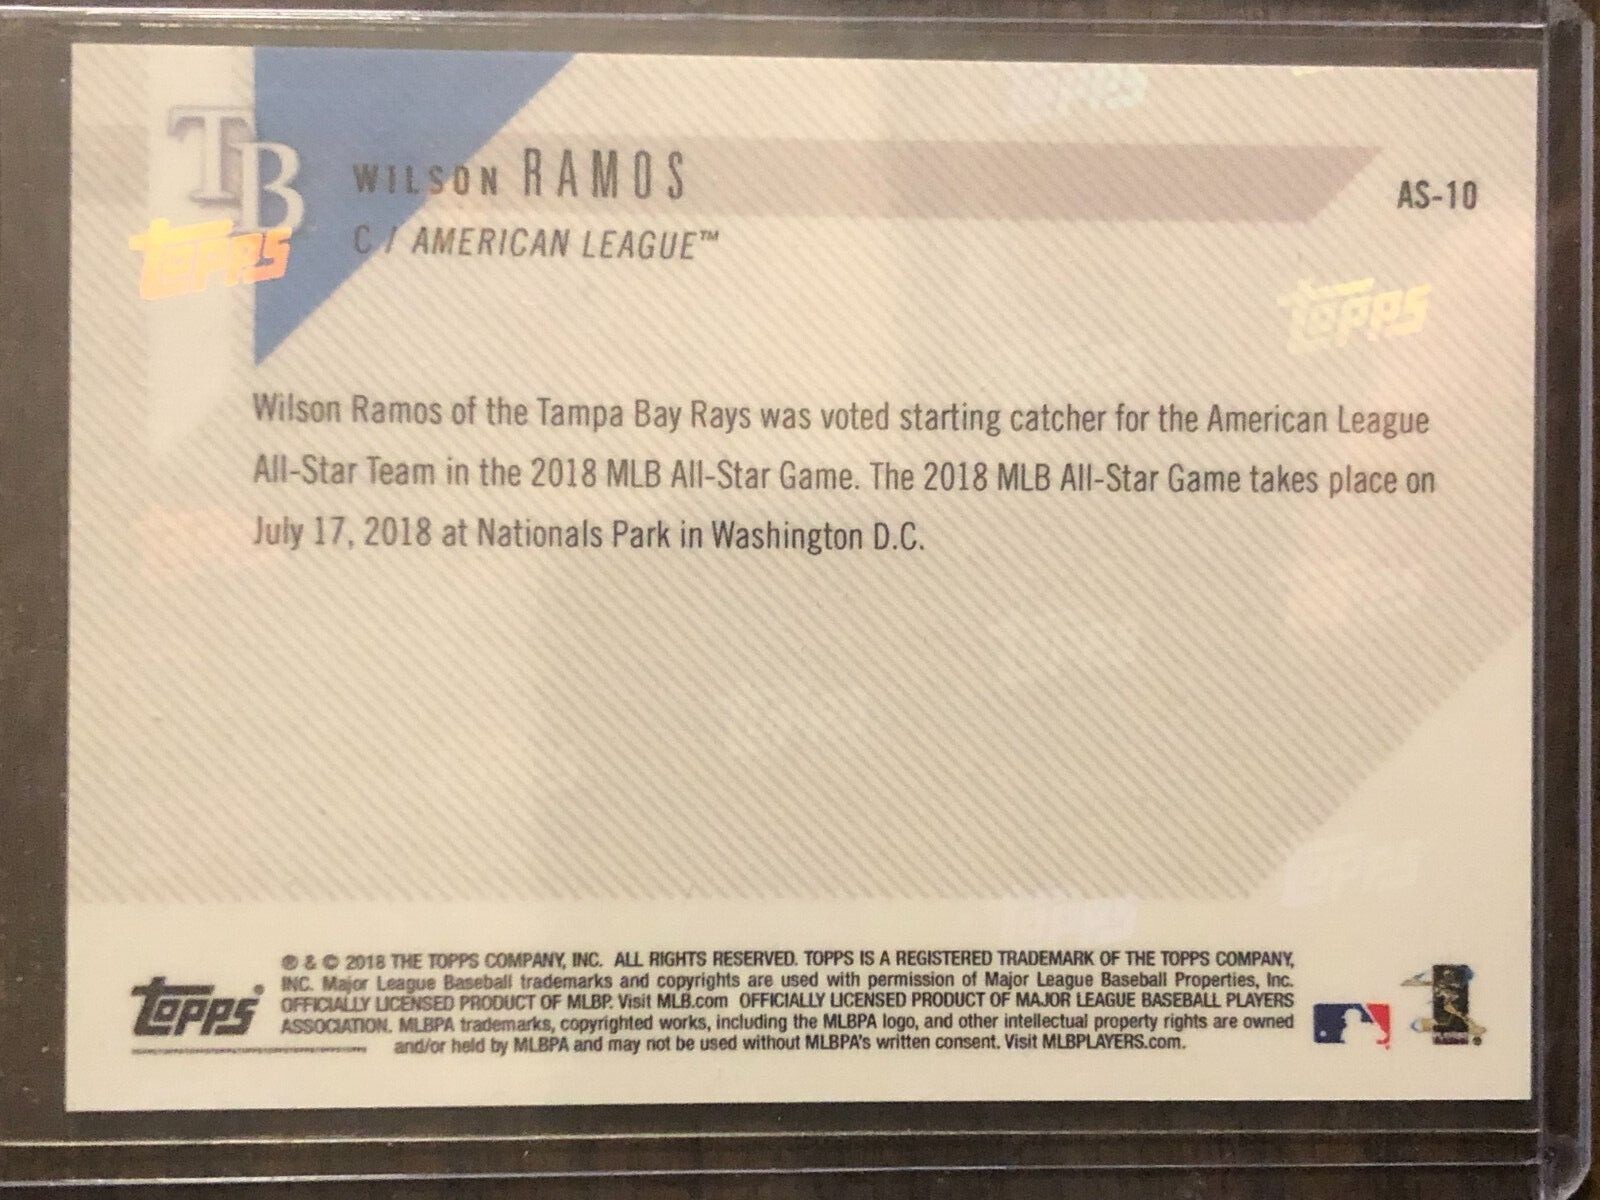 TB
WILSON RAMOS
AS-10
C / AMERICAN LEAGUE™
Topps
Topps
Topps
Wilson Ramos of the Tampa Bay Rays was voted starting catcher for the American League
All-Star Team in the 2018 MLB All-Star Game. The 2018 MLB All-Star Game takes place on
July 17, 2018 at Nationals Park in Washington D.C.
Topps
Topps
® & © 2018 THE TOPPS COMPANY, INC. ALL RIGHTS RESERVED. TOPPS IS A REGISTERED TRADEMARK OF THE TOPPS COMPANY,
INC. Major League Baseball trademarks and copyrights are used with permission of Major League Baseball Properties, Inc.
OFFICIALLY LICENSED PRODUCT OF MLBP. Visit MLB.com OFFICIALLY LICENSED PRODUCT OF MAJOR LEAGUE BASEBALL PLAYERS
ASSOCIATION. MLBPA trademarks, copyrighted works, including the MLBPA logo, and other intellectual property rights are owned
and/or held by MLBPA and may not be used without MLBPA's written consent. Visit MLBPLAYERS.com.
Topps®